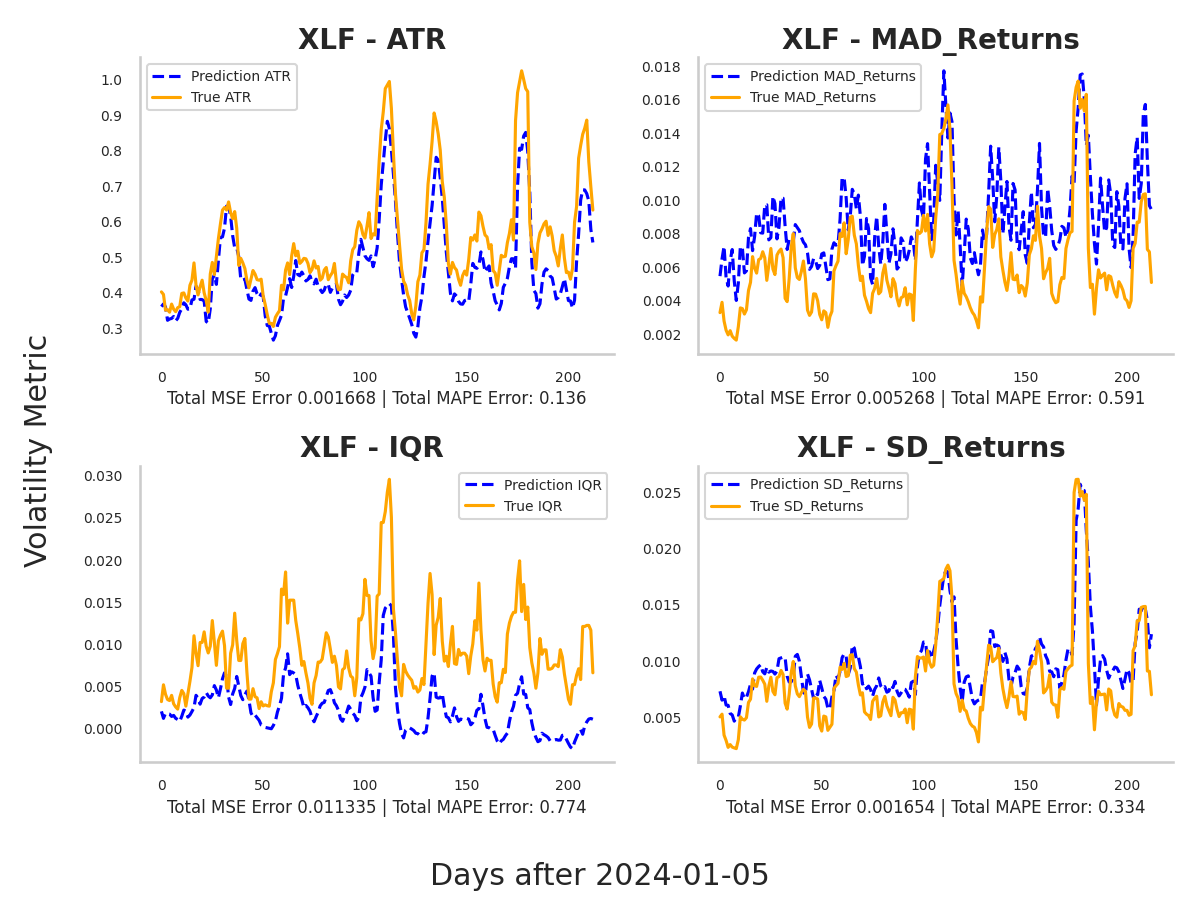 XLF - ATR
Prediction ATR
True ATR
1.0
0.9
0.8
0.7
0.6
0.5
0.4
0.3
0 50 100 150 200
Total MSE Error 0.001668 | Total MAPE Error: 0.136
XLF - MAD_Returns
Prediction MAD_Returns
True MAD_Returns
0.018
0.016
0.014
0.012
0.010
0.008
0.006
0.004
0.002
0 50 100 150 200
Total MSE Error 0.005268 | Total MAPE Error: 0.591
Volatility Metric
XLF - IQR
Prediction IQR
True IQR
0.030
0.025
0.020
0.015
0.010
0.005
0.000
0 50 100 150 200
Total MSE Error 0.011335 | Total MAPE Error: 0.774
XLF - SD_Returns
Prediction SD_Returns
True SD_Returns
0.025
0.020
0.015
0.010
0.005
0 50 100 150 200
Total MSE Error 0.001654 | Total MAPE Error: 0.334
Days after 2024-01-05